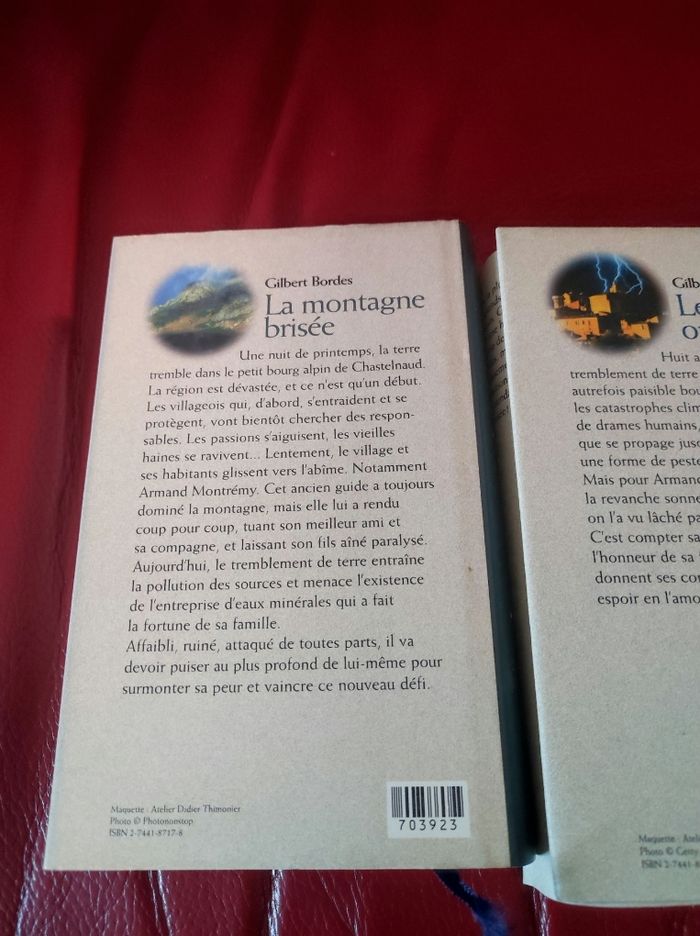 Gilbert Bordes
La montagne
brisée
Une nuit de printemps, la terre
tremble dans le petit bourg alpin de Chastelnaud.
La région est dévastée, et ce n'est qu'un début.
Les villageois qui, d'abord, s'entraident et se
protègent, vont bientôt chercher des respon-
sables. Les passions s'aiguisent, les vieilles
haines se ravivent... Lentement, le village et
ses habitants glissent vers l'abîme. Notamment
Armand Montrémy. Cet ancien guide a toujours
dominé la montagne, mais elle lui a rendu
coup pour coup, tuant son meilleur ami et
sa compagne, et laissant son fils aîné paralysé.
Aujourd'hui, le tremblement de terre entraîne
la pollution des sources et menace l'existence
de l'entreprise d'eaux minérales qui a fait
la fortune de sa famille.
Affaibli, ruiné, attaqué de toutes parts, il va
devoir puiser au plus profond de lui-même pour
surmonter sa peur et vaincre ce nouveau défi.
Maquette : Atelier Didier Thimonier
Photo © Photononstop
ISBN 2-7441-8717-8
703923
Gilb
Le
Huit a
tremblement de terre
autrefois paisible bou
les catastrophes clim
de drames humains,
que se propage jusq
une forme de peste
Mais pour Arman
la revanche sonne
on l'a vu lâché pa
C'est compter sa
l'honneur de sa
donnent ses con
espoir en l'amo
Maquette : Atel
Photo © Getty
ISBN 2-7441-8